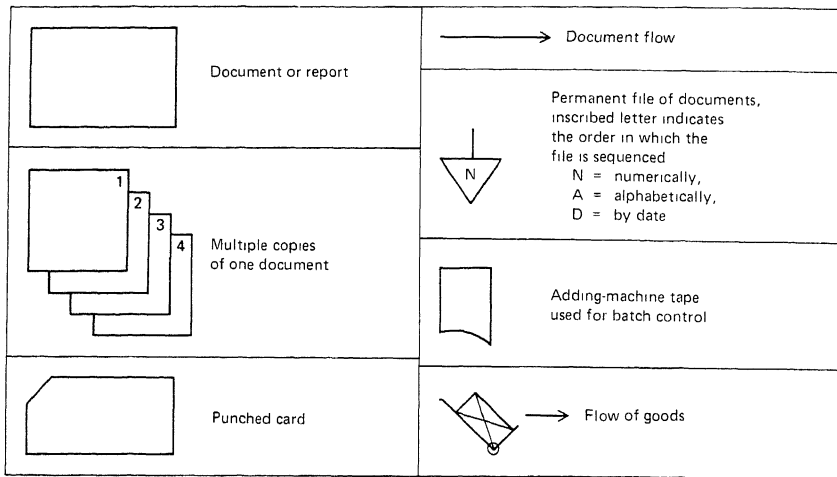 Document or report
1
2
3
4
Multiple copies
of one document
Punched card
Document flow
Permanent file of documents,
inscribed letter indicates
the order in which the
file is sequenced
N = numerically,
A = alphabetically,
D = by date
N
Adding-machine tape
used for batch control
Flow of goods